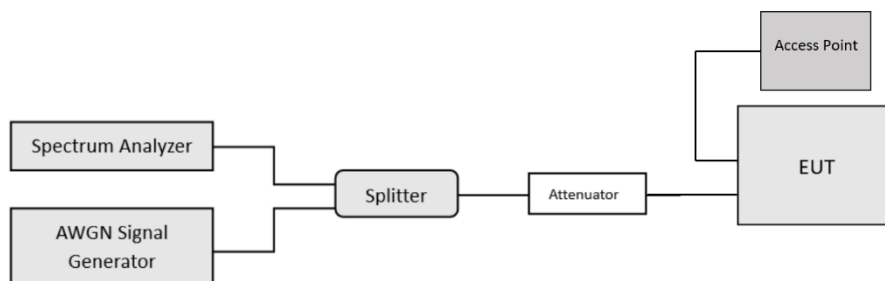 Access Point
Spectrum Analyzer
EUT
Splitter
Attenuator
AWGN Signal
Generator